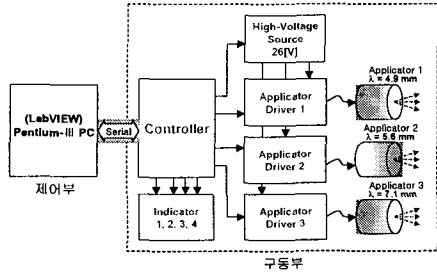 High-Voltage
Source
26[V]
Applicator 1
λ = 4.9 mm
(LabVIEW)
Pentium-III PC
Serial
Controller
Applicator
Driver 1
Applicator 2
λ = 5.6 mm
Applicator
Driver 2
제어부
Applicator 3
λ = 7.1 mm
Indicator
1, 2, 3, 4
Applicator
Driver 3
구동부